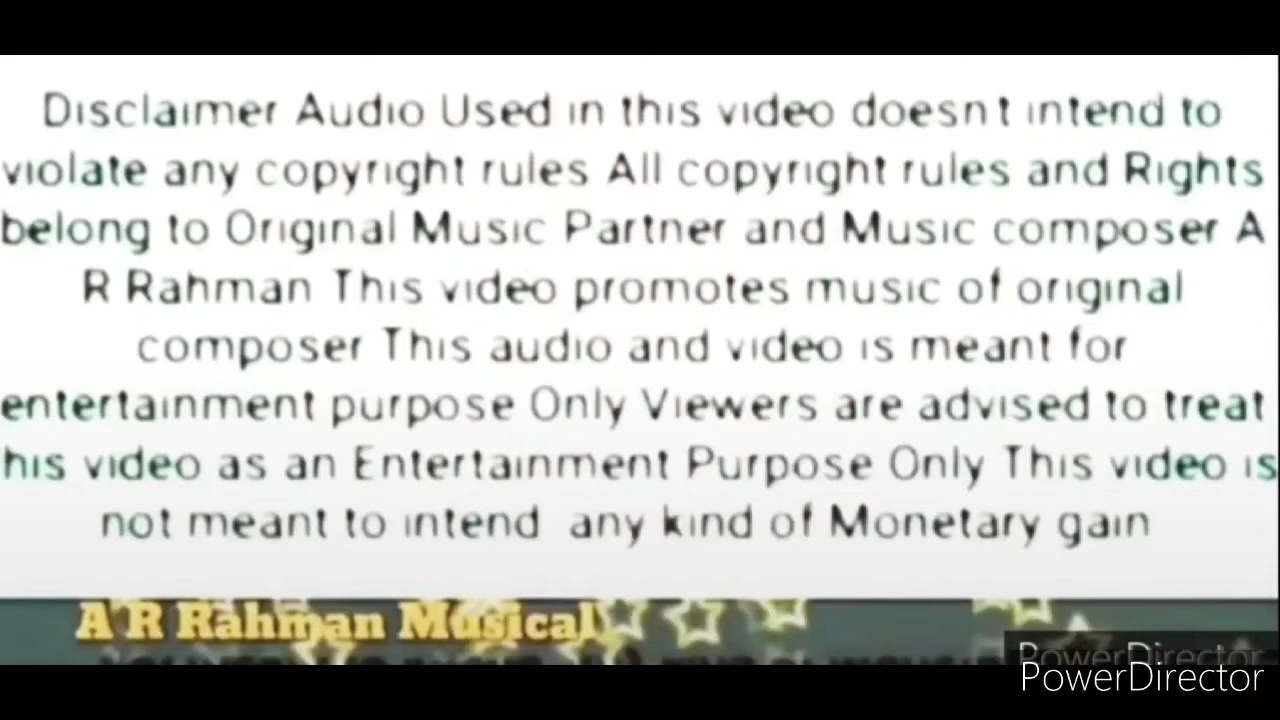 Disclaimer Audio Used in this video doesnt intend to
violate any copyright rules All copyright rules and Rights
belong to Original Music Partner and Music composer A
R Rahman This video promotes music of original
composer This audio and video is meant for
entertainment purpose Only Viewers are advised to treat
his video as an Entertainment Purpose Only This video is
not meant to intend any kind of Monetary gain
A R Rahman Musical
PowerDirector
PowerDirector